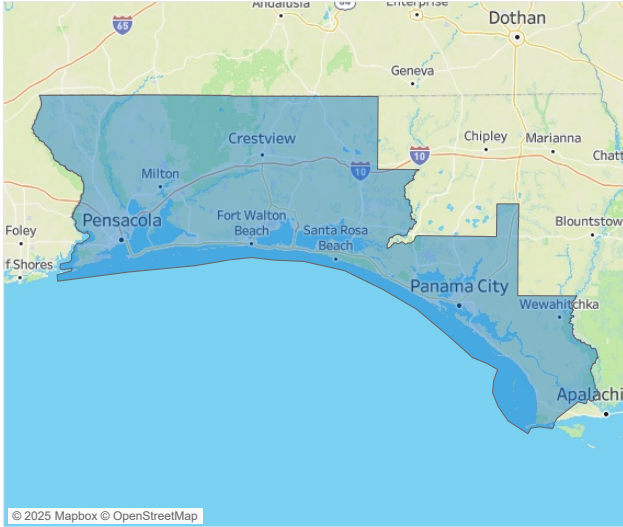 Andalusia
Enterprise
84
65
Dothan
Geneva
Crestview
Chipley
Marianna
10
10
Chatt
Milton
Pensacola
Fort Walton
Beach
Santa Rosa
Beach
Foley
f Shores
Blountstow
Panama City
Wewahitchka
Apalachi
© 2025 Mapbox © OpenStreetMap